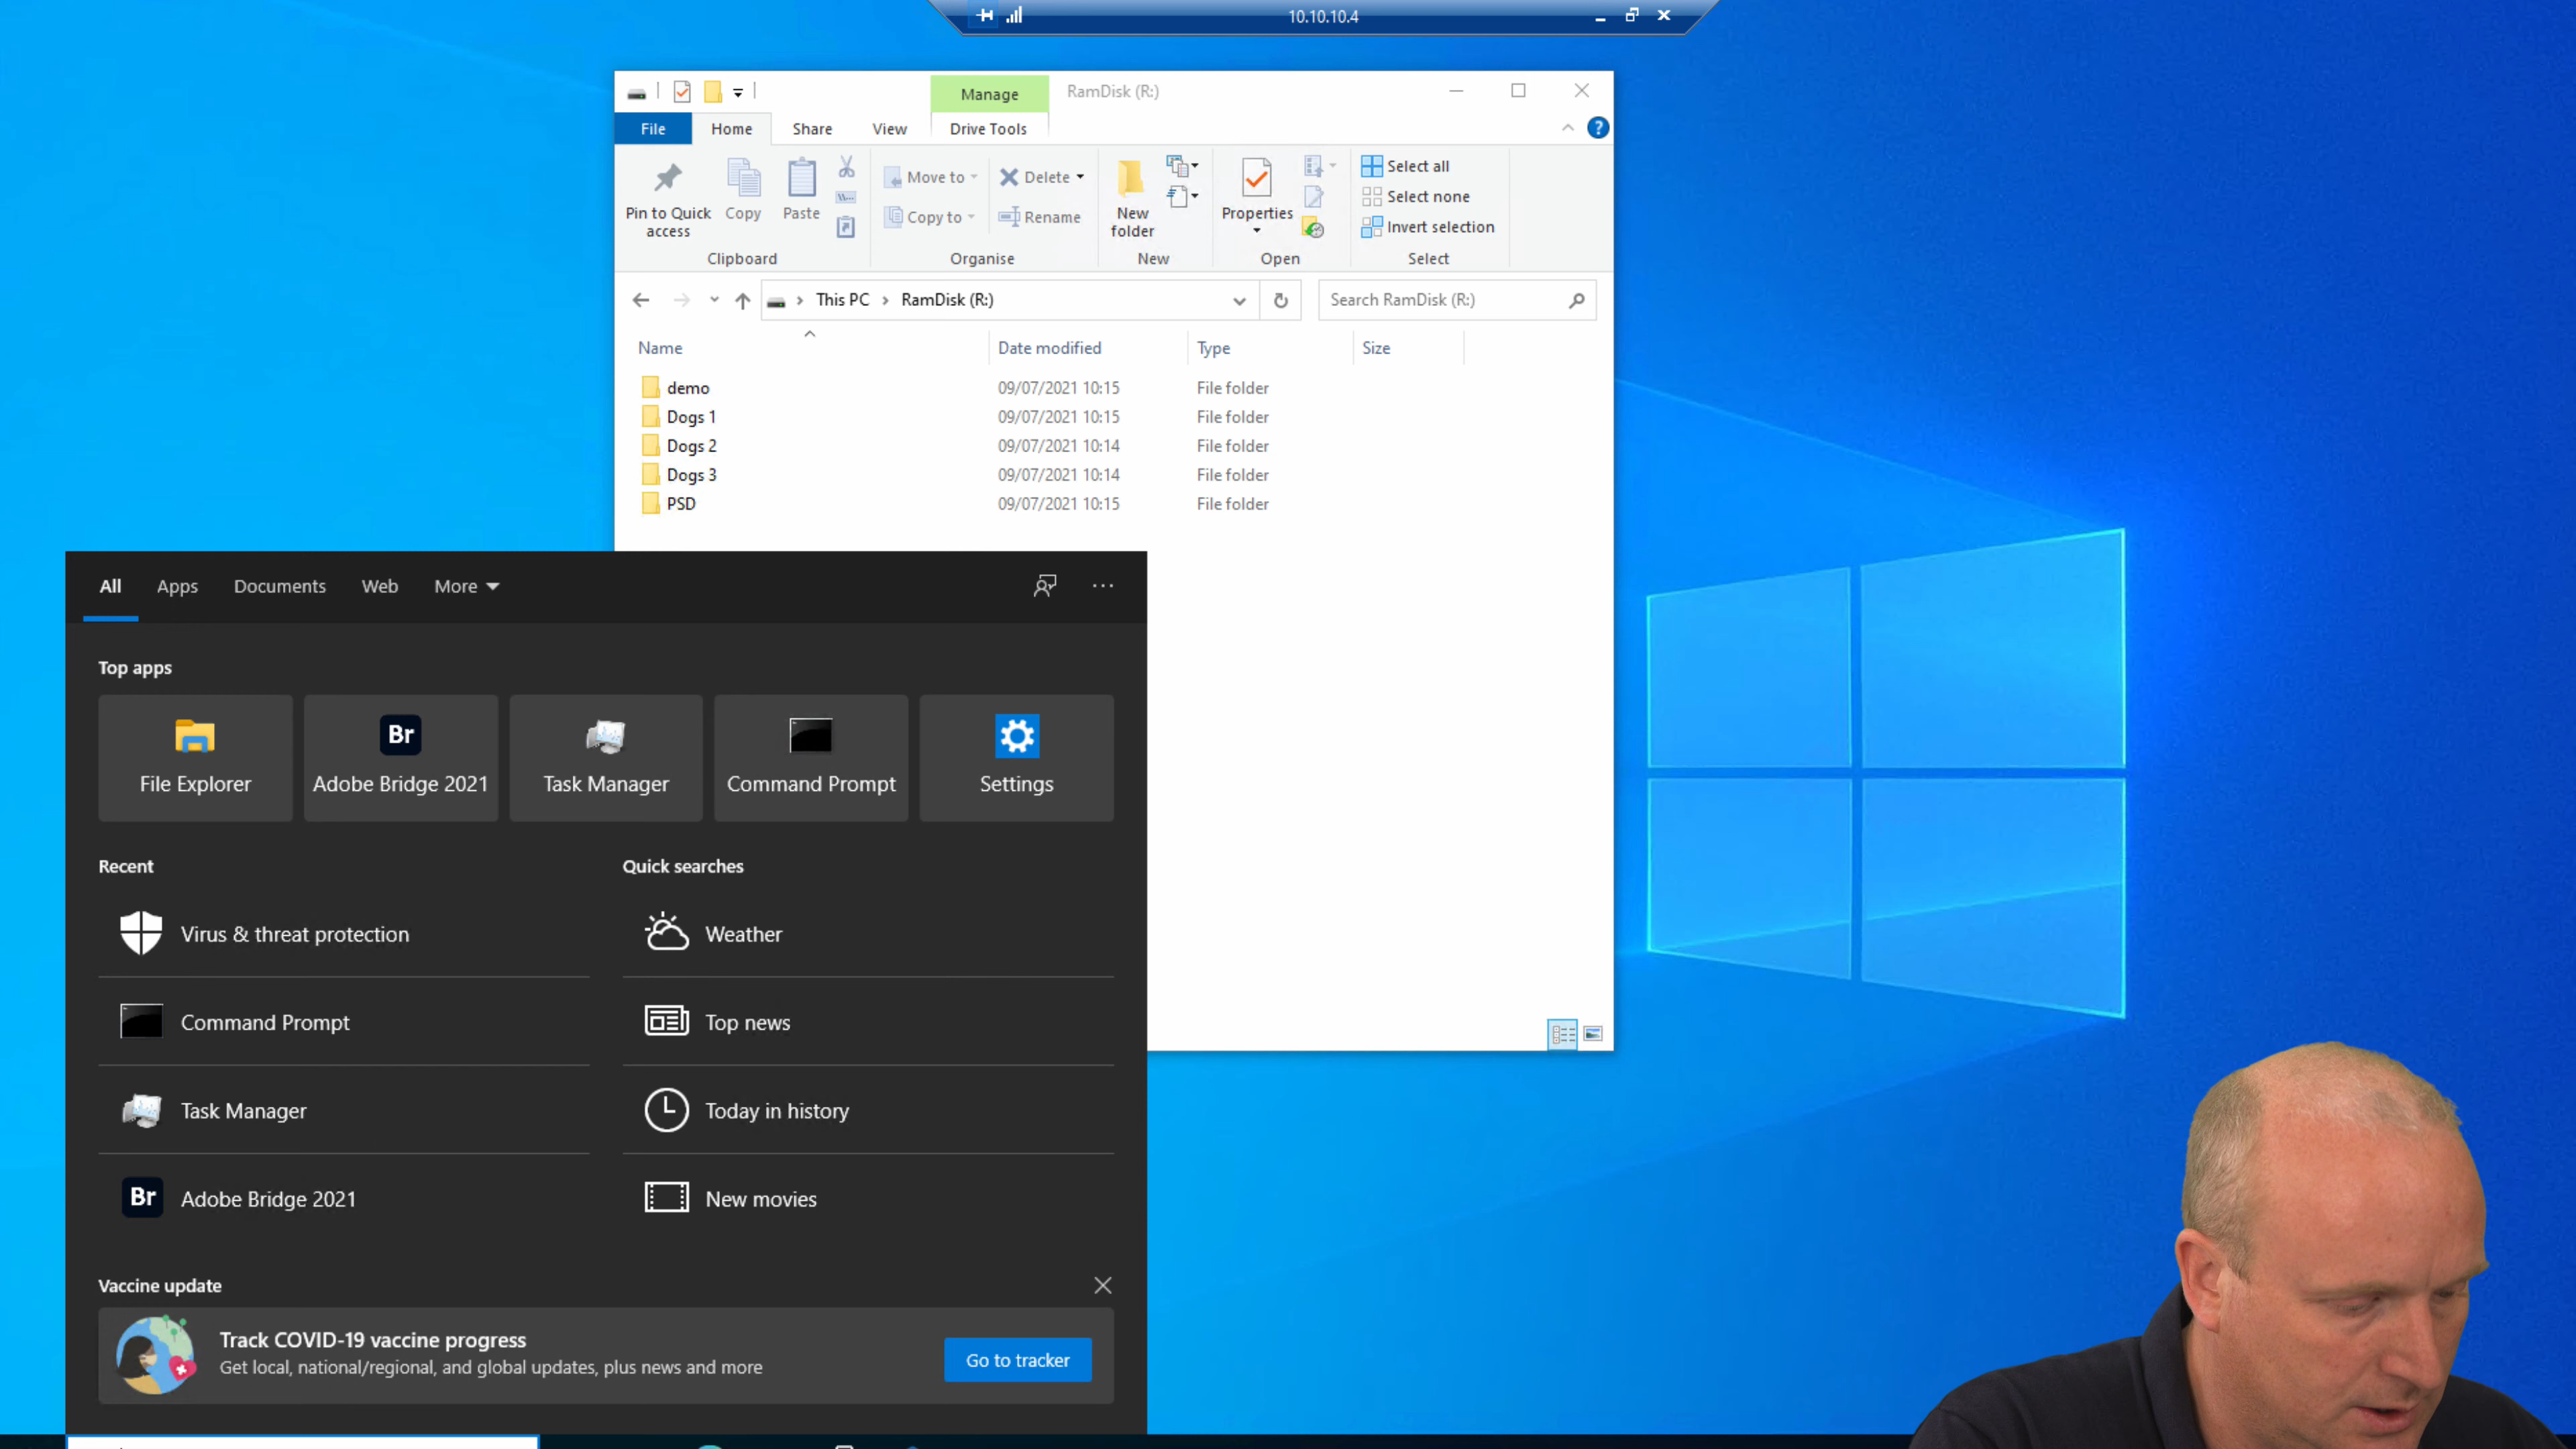 10.10.10.4
Manage RamDisk (R:)
File Home Share View Drive Tools
Pin to Quick access Copy Paste Move to Copy to Delete Rename New folder Properties Select all Select none Invert selection
Clipboard Organise New Open Select
This PC RamDisk (R:) Search RamDisk (R:)
Name Date modified Type Size
demo 09/07/2021 10:15 File folder
Dogs 1 09/07/2021 10:15 File folder
Dogs 2 09/07/2021 10:14 File folder
Dogs 3 09/07/2021 10:14 File folder
PSD 09/07/2021 10:15 File folder
All Apps Documents Web More
Top apps
Br
File Explorer Adobe Bridge 2021 Task Manager Command Prompt Settings
Recent Quick searches
Virus & threat protection Weather
Command Prompt Top news
Task Manager Today in history
Br Adobe Bridge 2021 New movies
Vaccine update
Track COVID-19 vaccine progress
Get local, national/regional, and global updates, plus news and more
Go to tracker